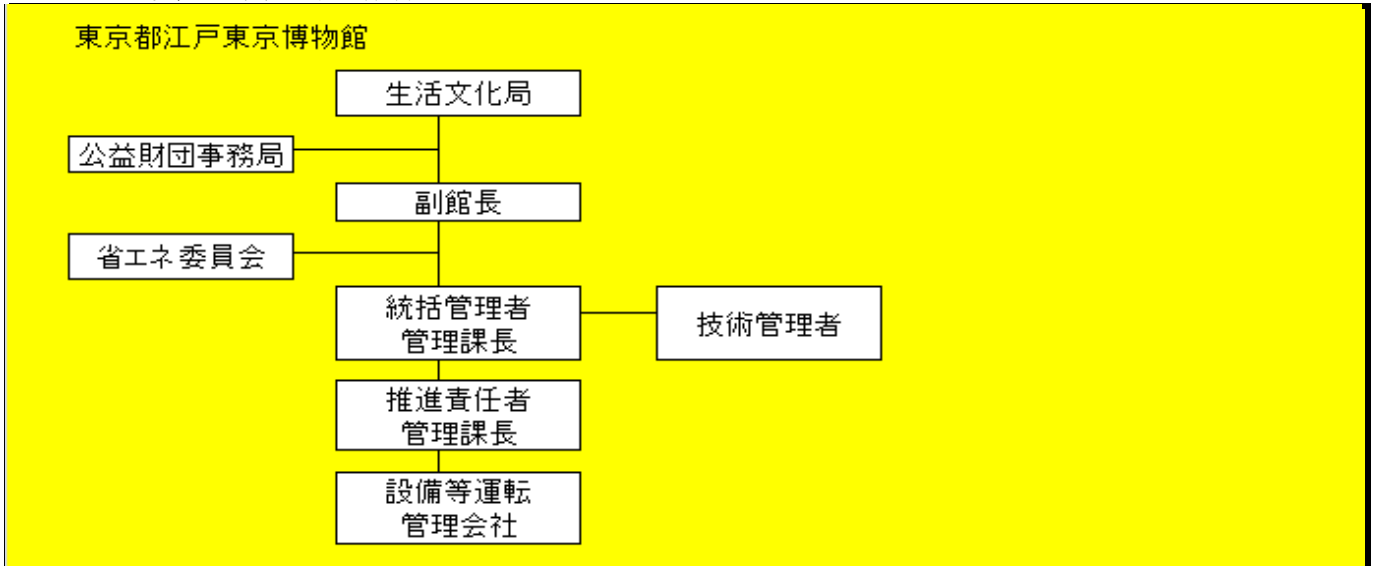 東京都江戸東京博物館
生活文化局
公益財団事務局
副館長
省エネ委員会
統括管理者
管理課長
技術管理者
推進責任者
管理課長
設備等運転
管理会社